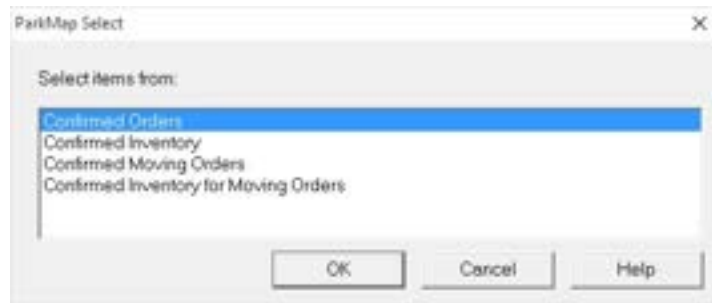 ParkMap Select
Select items from:
Confirmed Orders
Confirmed Inventory
Confirmed Moving Orders
Confirmed Inventory for Moving Orders
OK Cancel Help